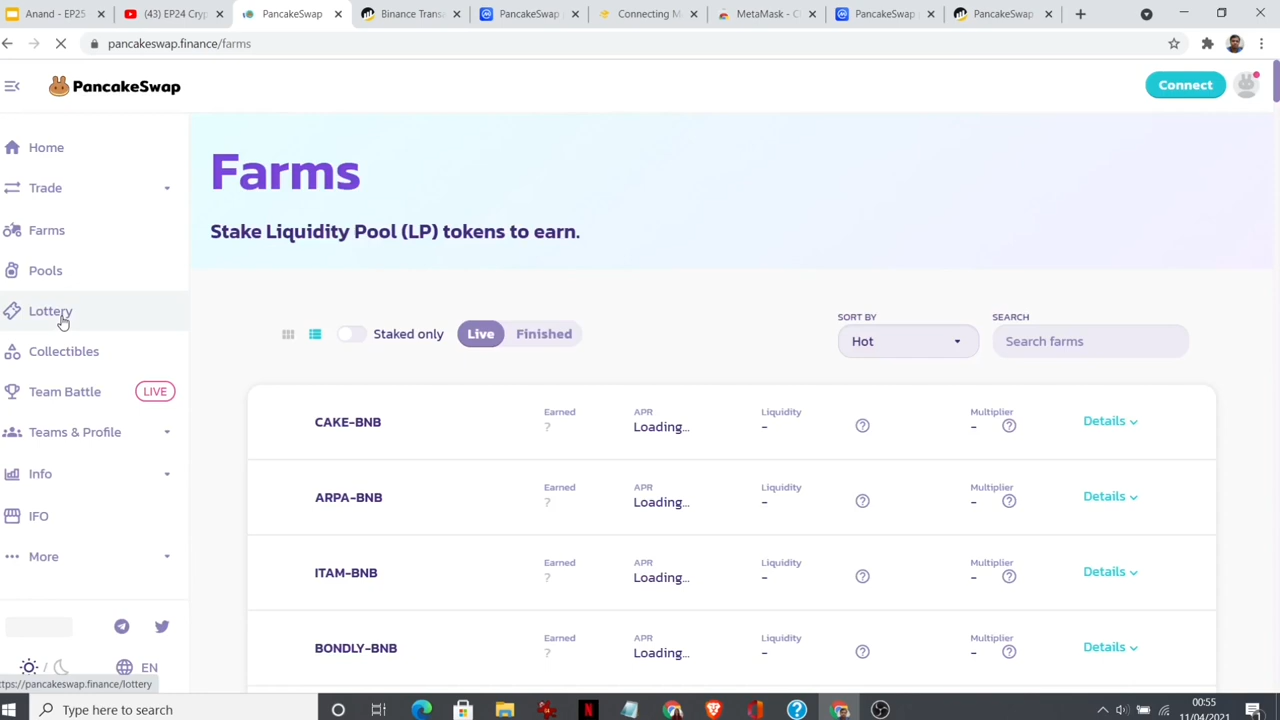 Anand - EP25
(43) EP24 Cryp
PancakeSwap
Binance Trans
PancakeSwap
Connecting M
MetaMask - C
PancakeSwap
PancakeSwap
pancakeswap.finance/farms
PancakeSwap
Connect
Home
Trade
Farms
Pools
Lottery
Collectibles
Team Battle LIVE
Teams & Profile
Info
IFO
More
EN
ttps://pancakeswap.finance/lottery
Farms
Stake Liquidity Pool (LP) tokens to earn.
Staked only Live Finished
SORT BY
Hot
SEARCH
Search farms
Earned APR Liquidity Multiplier
CAKE-BNB ? Loading... - ? - ? Details
Earned APR Liquidity Multiplier
ARPA-BNB ? Loading... - ? - ? Details
Earned APR Liquidity Multiplier
ITAM-BNB ? Loading... - ? - ? Details
Earned APR Liquidity Multiplier
BONDLY-BNB ? Loading... - ? - ? Details
Type here to search
00:55
11/04/2021